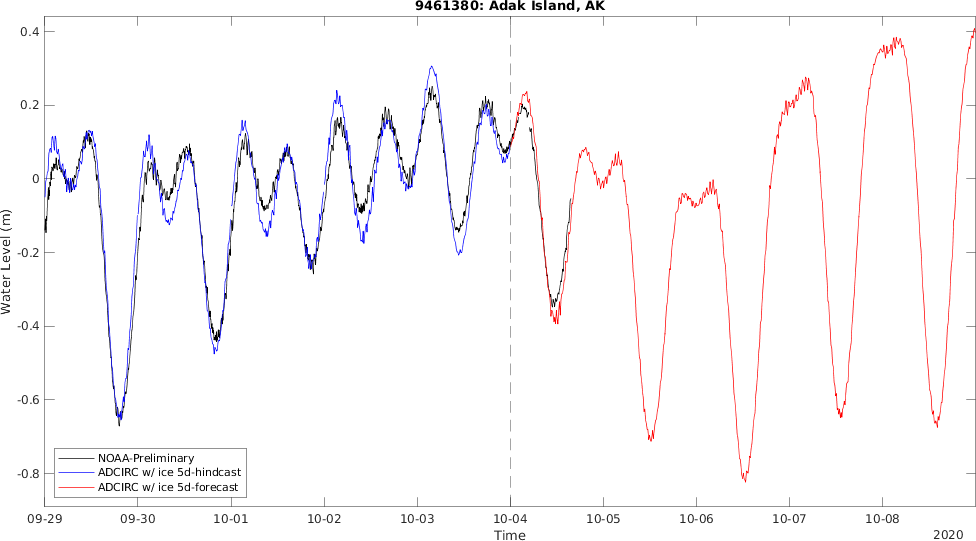 9461380: Adak Island, AK
0.4
0.2
0
-0.2
-0.4
-0.6
-0.8
Water Level (m)
NOAA-Preliminary
ADCIRC w/ ice 5d-hindcast
ADCIRC w/ ice 5d-forecast
09-29 09-30 10-01 10-02 10-03 10-04 10-05 10-06 10-07 10-08
Time
2020